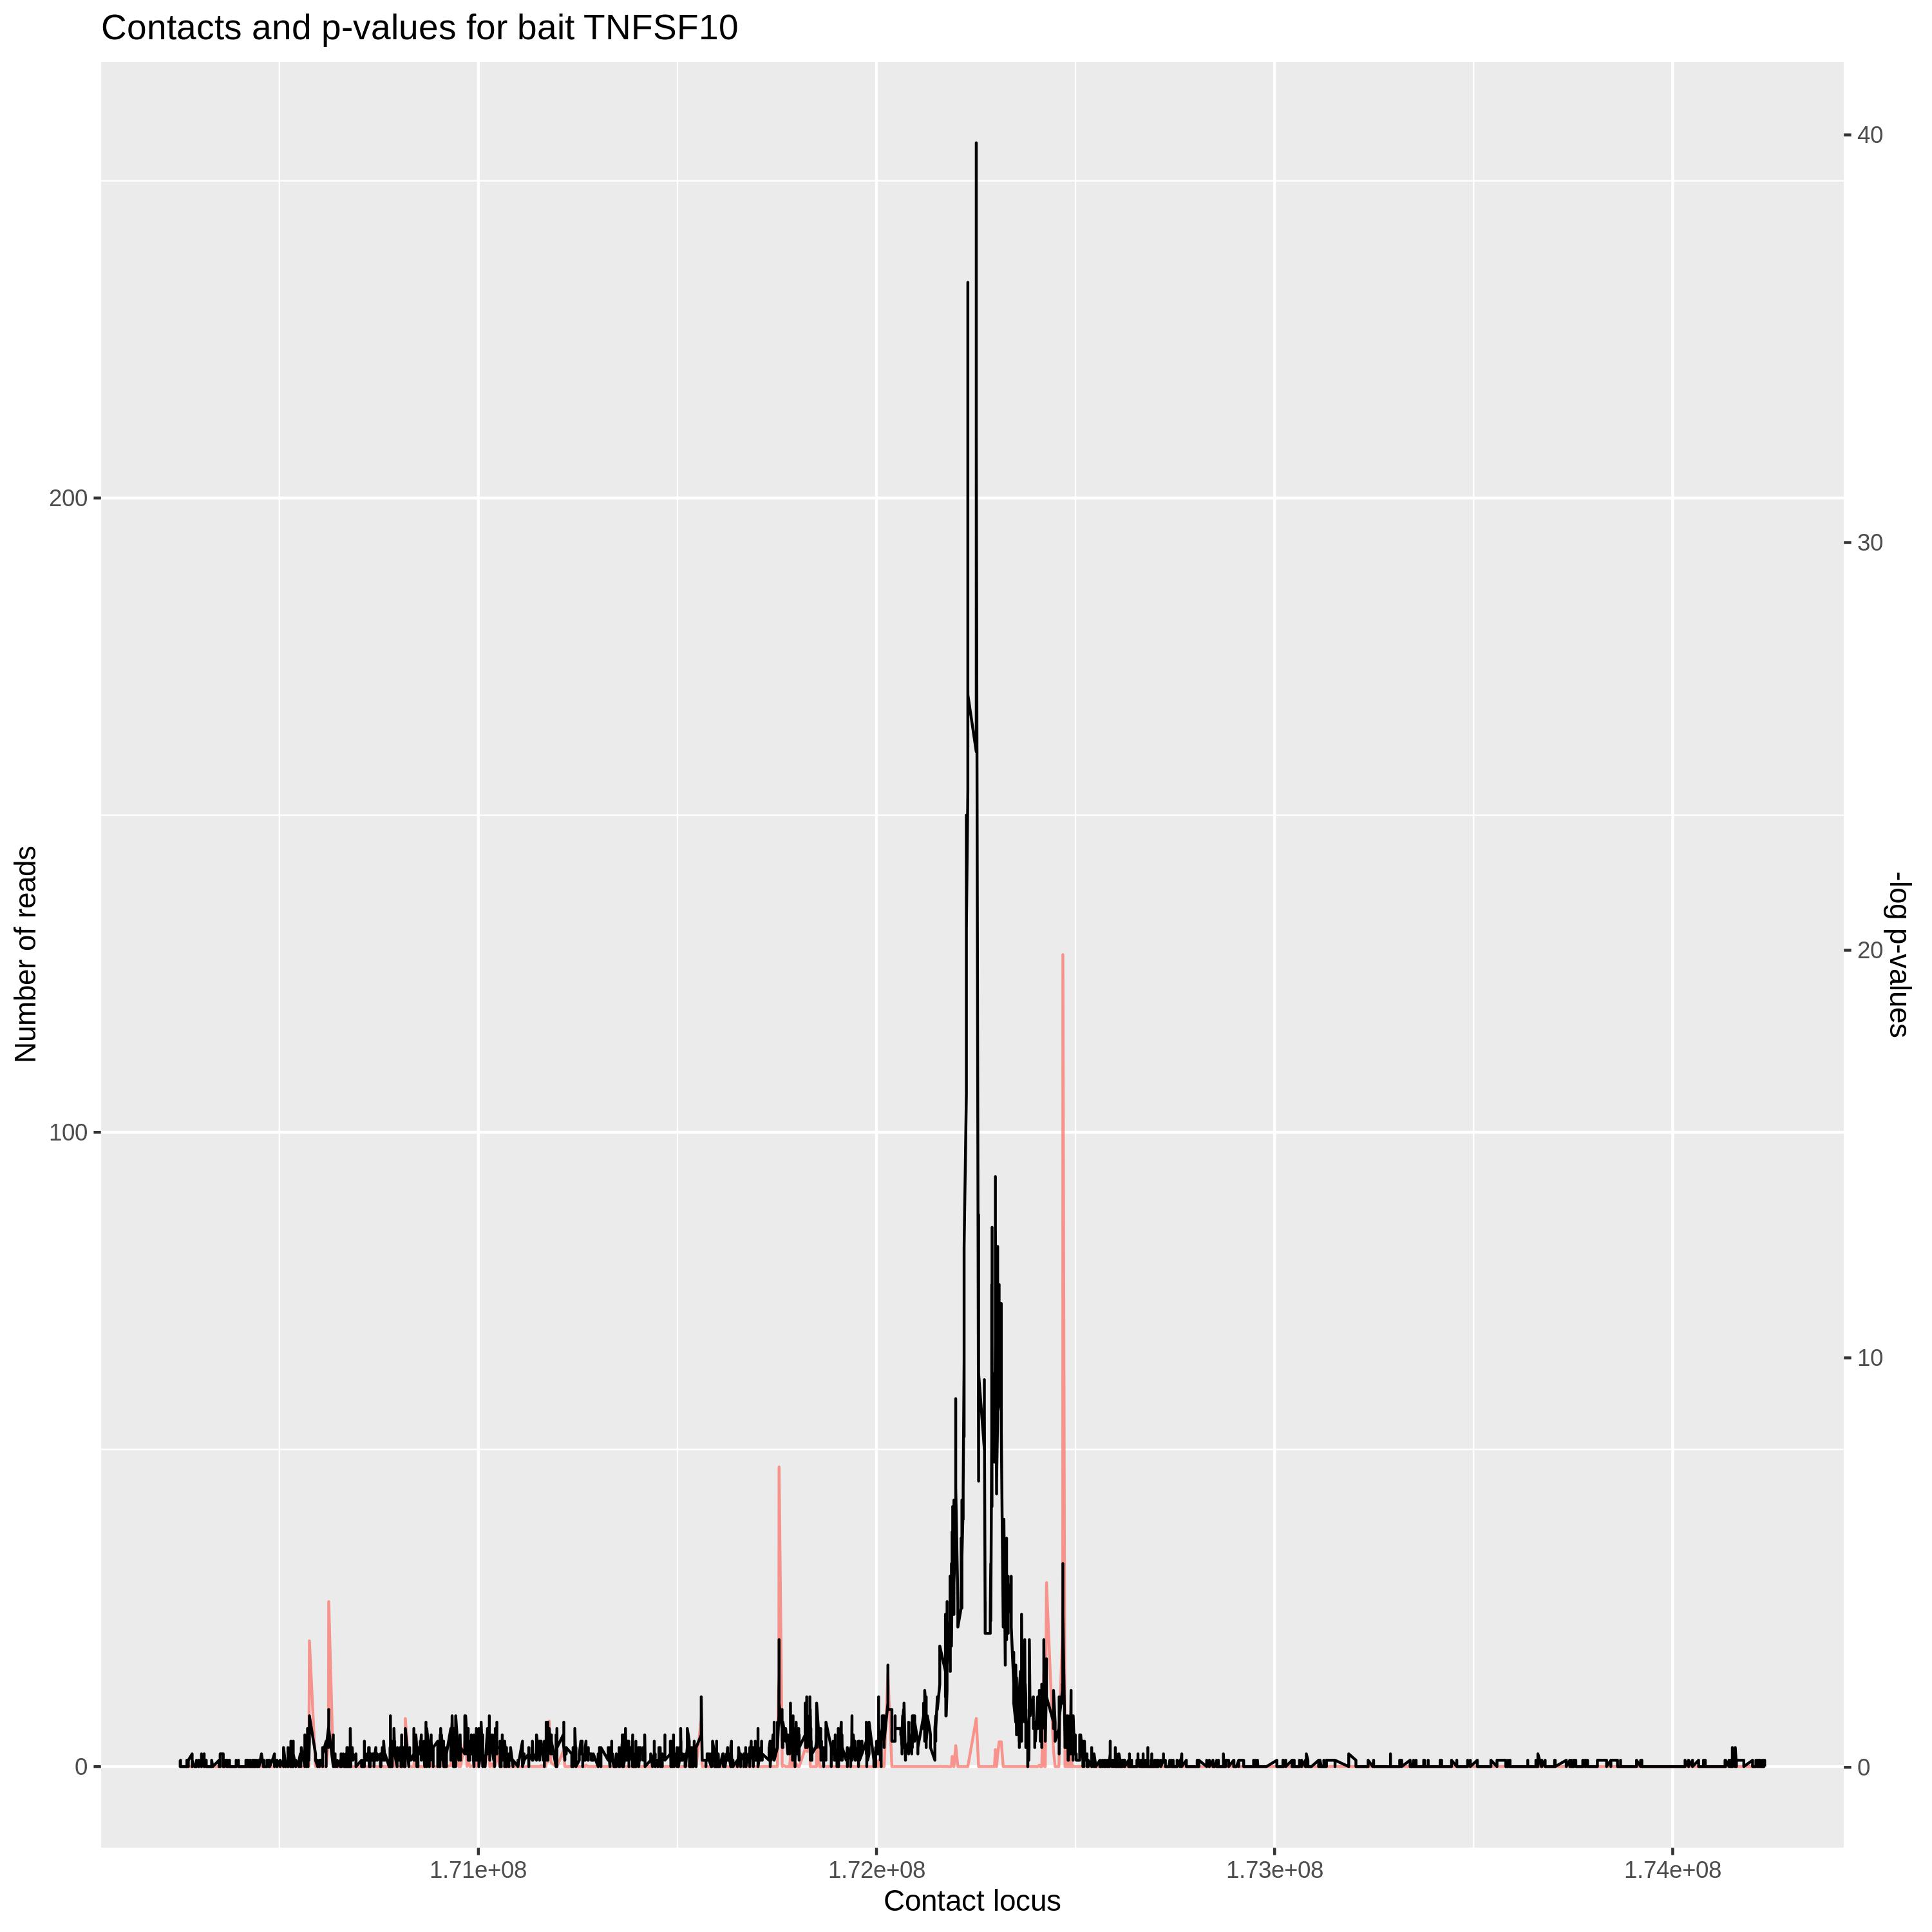 Contacts and p-values for bait TNFSF10
Number of reads
200
100
0
40
30
20
10
0
-log p-values
1.71e+08
1.72e+08
1.73e+08
1.74e+08
Contact locus